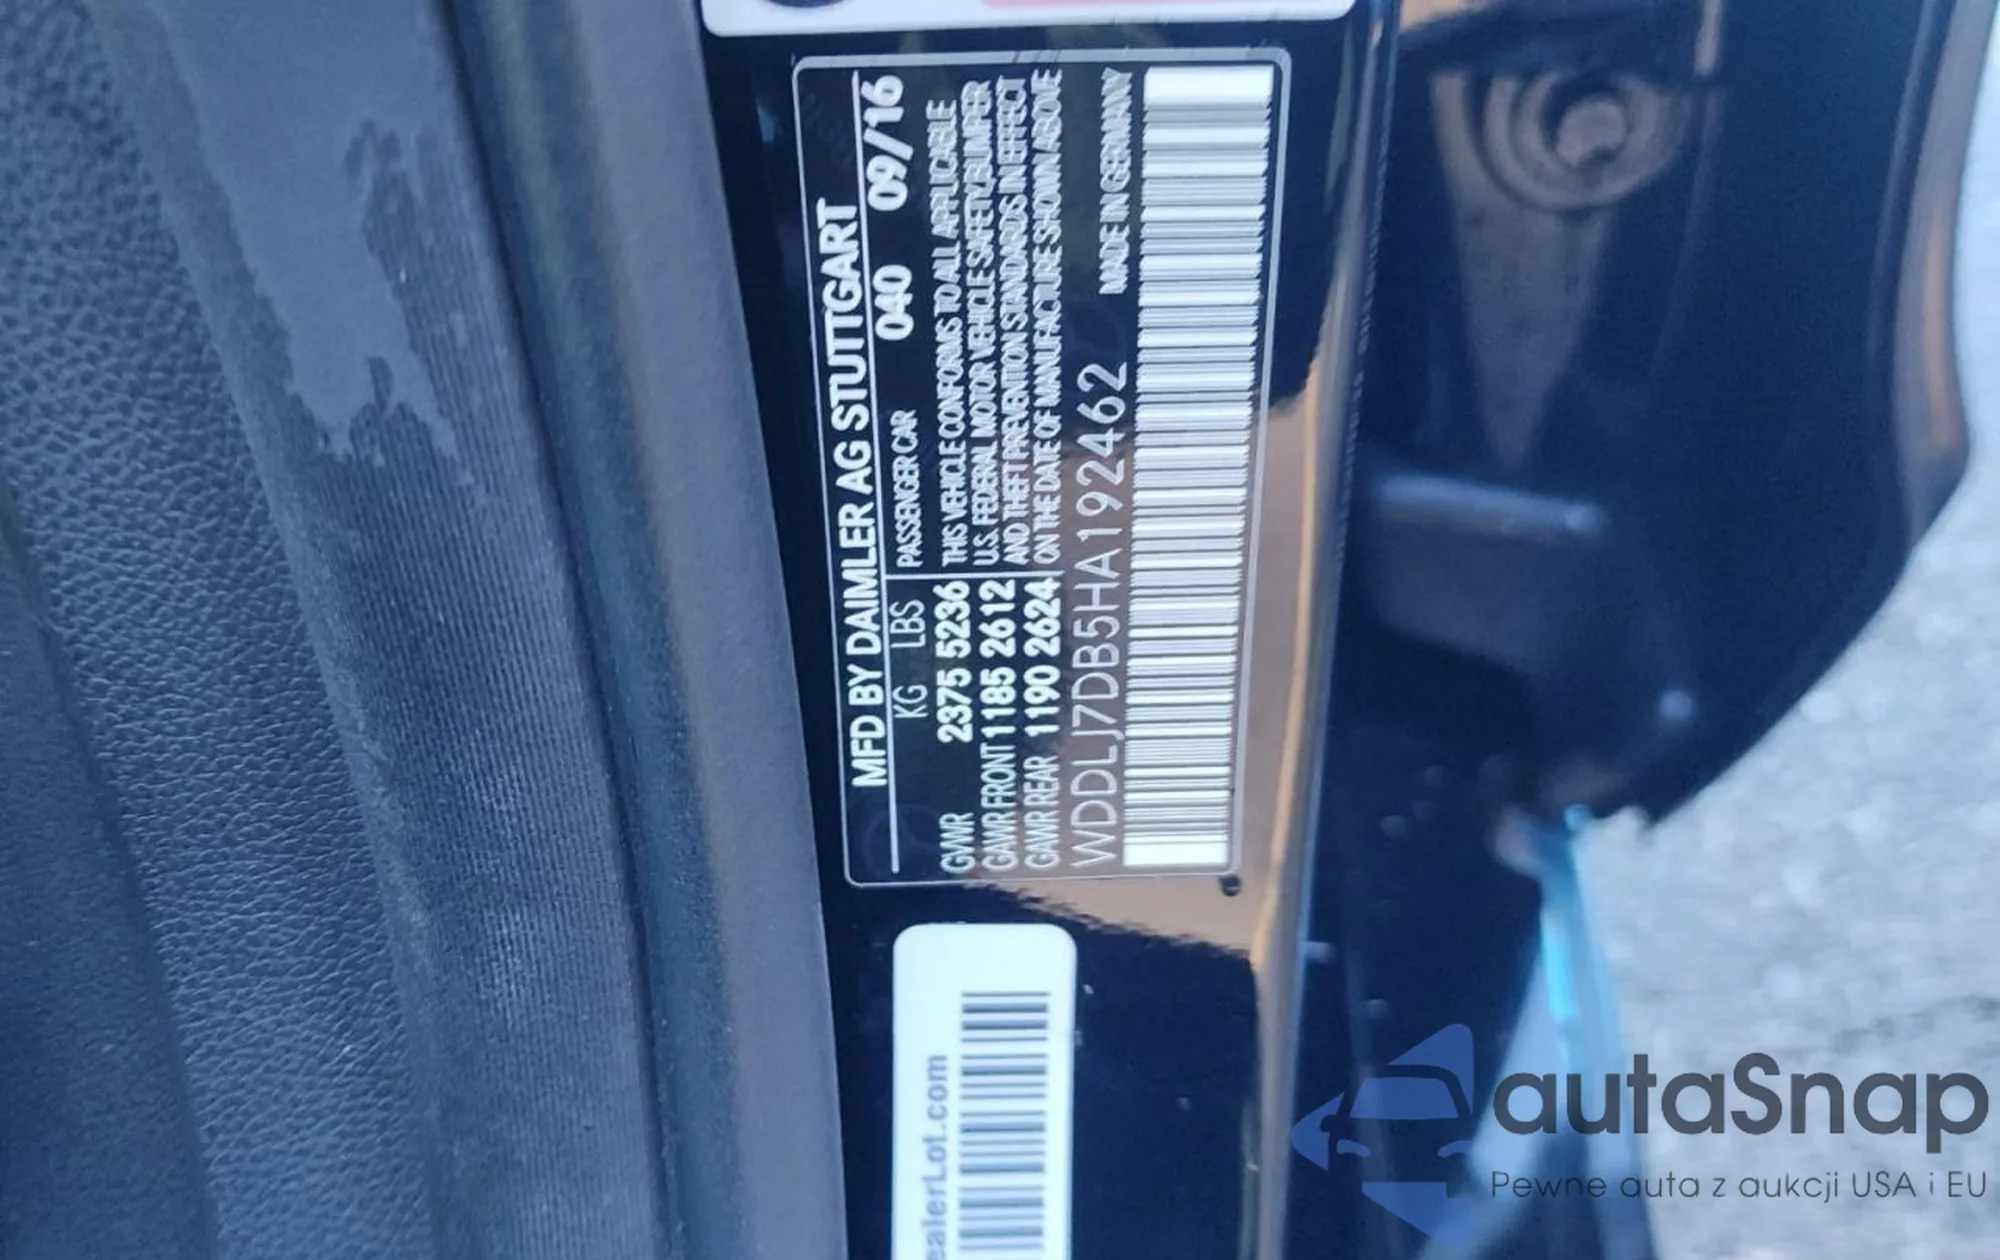 MFD BY DAIMLER AG STUTTGART
KG LBS PASSENGER CAR 040 09/16
GVWR 2375 5236 THIS VEHICLE CONFORMS TO ALL APPLICABLE
GAWR FRONT 1185 2612 U.S. FEDERAL MOTOR VEHICLE SAFETY,BUMPER
AND THEFT PREVENTION STANDARDS IN EFFECT
GAWR REAR 1190 2624 ON THE DATE OF MANUFACTURE SHOWN ABOVE
WDDLJ7DB5HA192462 MADE IN GERMANY
ealerLot.com
autaSnap
Pewne auta z aukcji USA i EU